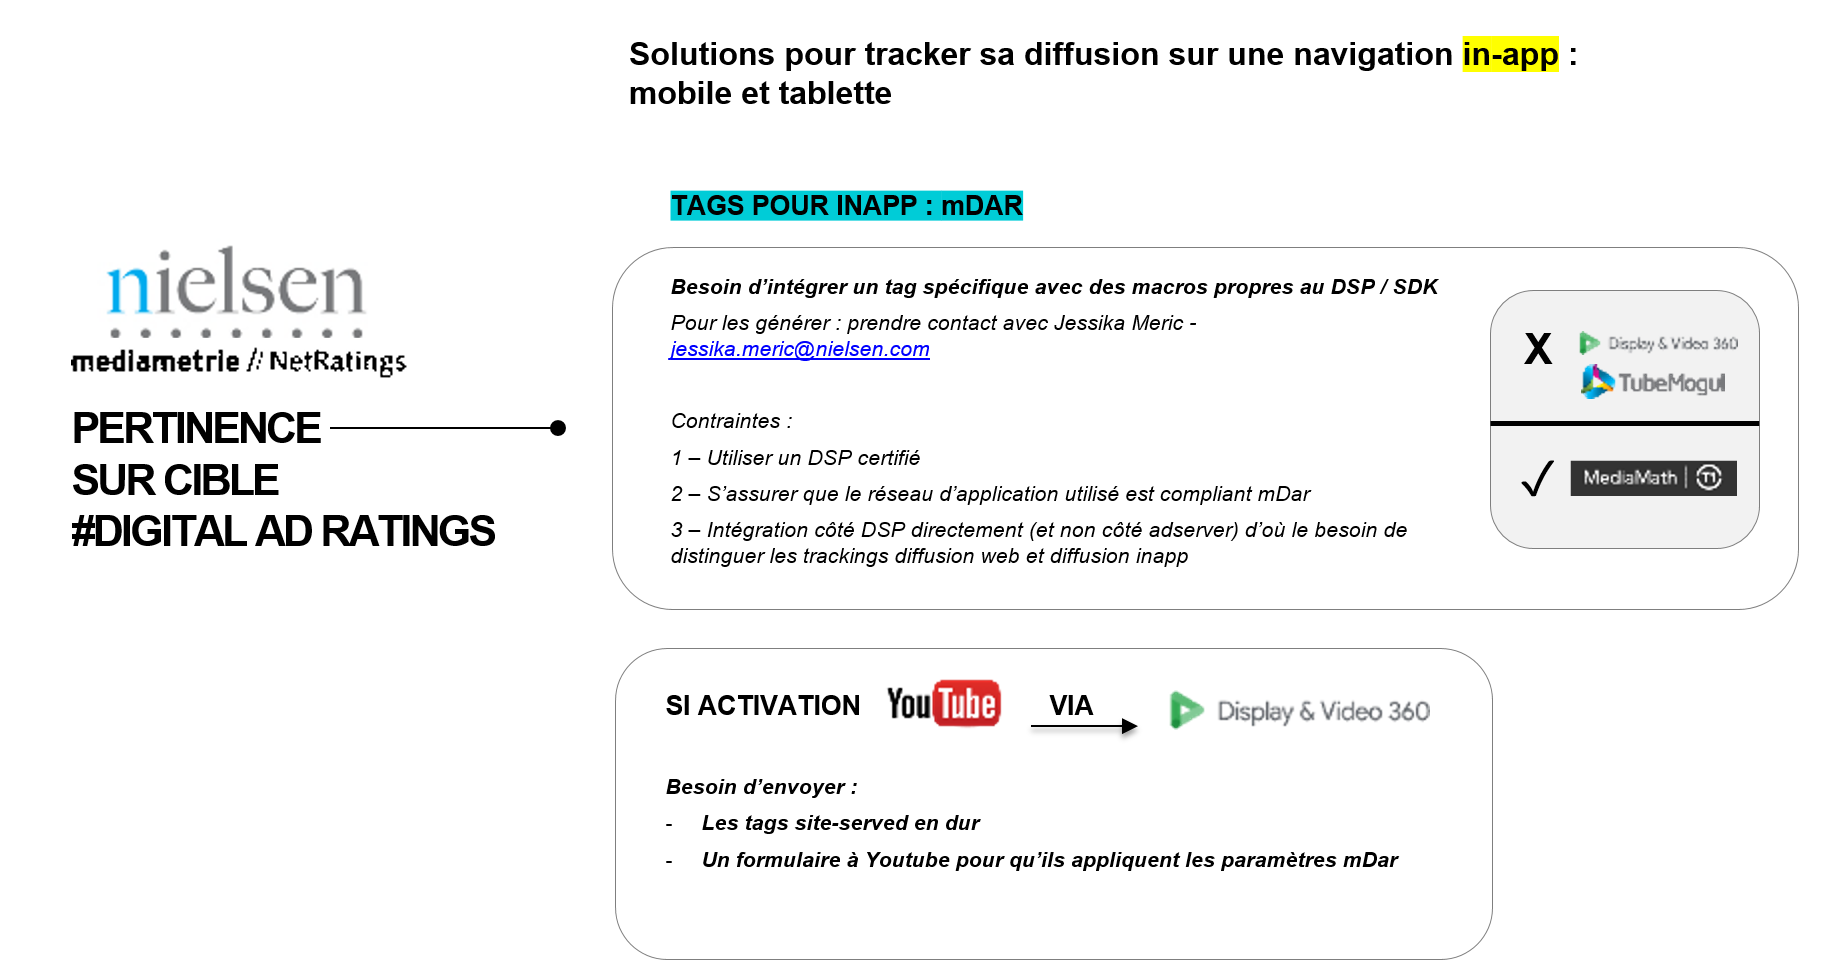 Solutions pour tracker sa diffusion sur une navigation in-app :
mobile et tablette
TAGS POUR INAPP : mDAR
nielsen
mediametrie // NetRatings
PERTINENCE
SUR CIBLE
#DIGITAL AD RATINGS
Besoin d’intégrer un tag spécifique avec des macros propres au DSP / SDK
Pour les générer : prendre contact avec Jessika Meric -
jessika.meric@nielsen.com
Contraintes :
1 – Utiliser un DSP certifié
2 – S’assurer que le réseau d’application utilisé est compliant mDar
3 – Intégration côté DSP directement (et non côté adserver) d’où le besoin de
distinguer les trackings diffusion web et diffusion inapp
X
Display & Video 360
TubeMogul
✓
MediaMath | T1
SI ACTIVATION YouTube VIA Display & Video 360
Besoin d’envoyer :
- Les tags site-served en dur
- Un formulaire à Youtube pour qu’ils appliquent les paramètres mDar